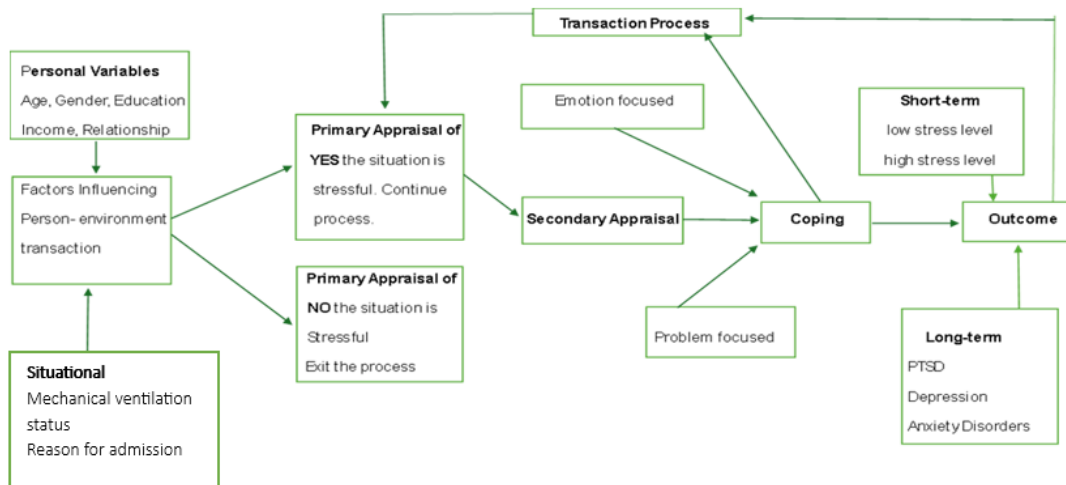 Transaction Process
Personal Variables
Age, Gender, Education
Income, Relationship
Factors Influencing
Person- environment
transaction
Situational
Mechanical ventilation
status
Reason for admission
Primary Appraisal of
YES the situation is
stressful. Continue
process.
Primary Appraisal of
NO the situation is
Stressful
Exit the process
Emotion focused
Secondary Appraisal
Problem focused
Coping
Short-term
low stress level
high stress level
Outcome
Long-term
PTSD
Depression
Anxiety Disorders